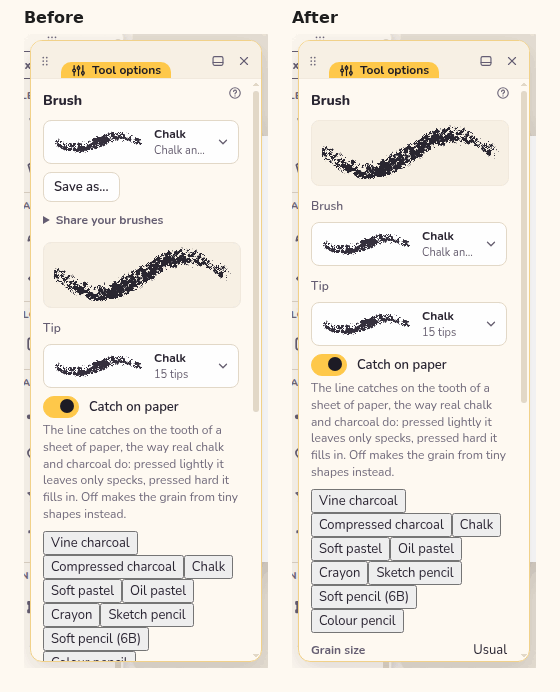 Before
After
Tool options
Brush
Chalk
Chalk an...
Save as...
Share your brushes
Tip
Chalk
15 tips
Catch on paper
The line catches on the tooth of a
sheet of paper, the way real chalk
and charcoal do: pressed lightly it
leaves only specks, pressed hard it
fills in. Off makes the grain from tiny
shapes instead.
Vine charcoal
Compressed charcoal Chalk
Soft pastel Oil pastel
Crayon Sketch pencil
Soft pencil (6B)
Colour pencil
Tool options
Brush
Brush
Chalk
Chalk an...
Tip
Chalk
15 tips
Catch on paper
The line catches on the tooth of a
sheet of paper, the way real chalk
and charcoal do: pressed lightly it
leaves only specks, pressed hard it
fills in. Off makes the grain from tiny
shapes instead.
Vine charcoal
Compressed charcoal Chalk
Soft pastel Oil pastel
Crayon Sketch pencil
Soft pencil (6B)
Colour pencil
Grain size Usual